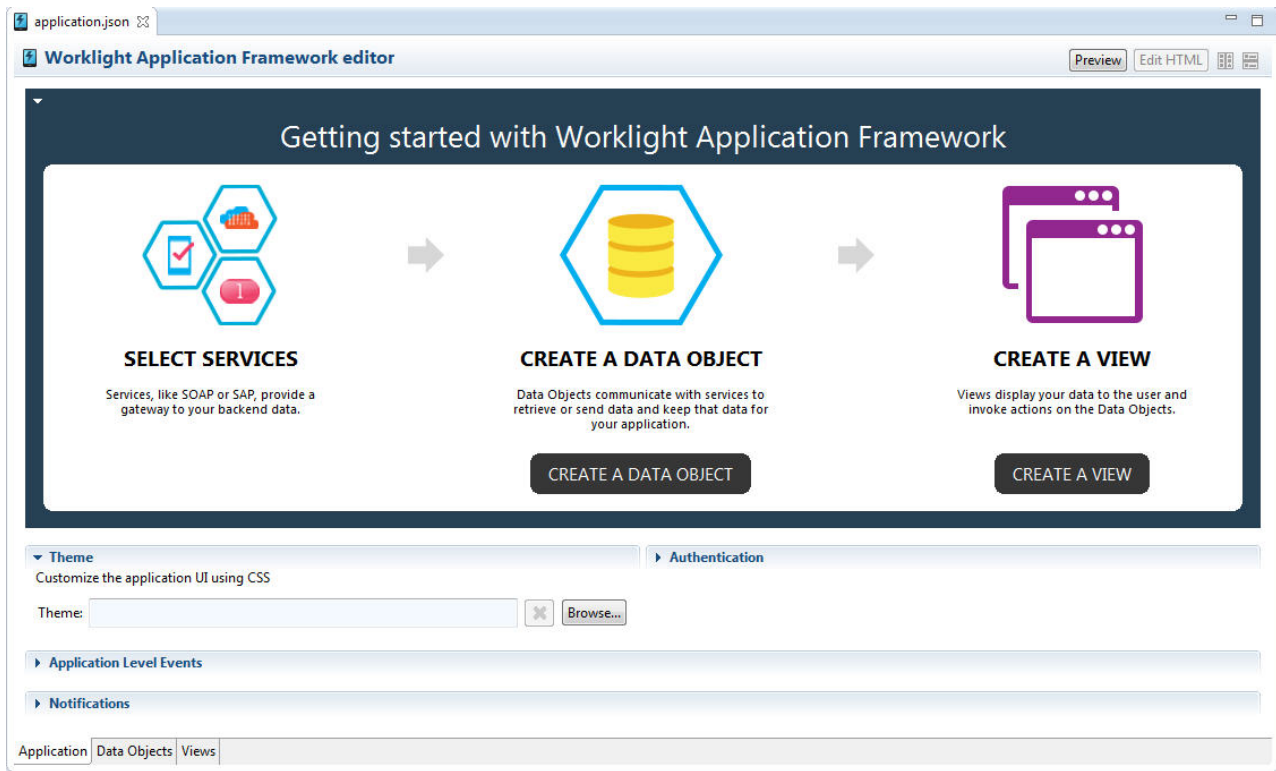 application.json
Worklight Application Framework editor
Preview
Edit HTML
Getting started with Worklight Application Framework
1
SELECT SERVICES
CREATE A DATA OBJECT
CREATE A VIEW
Services, like SOAP or SAP, provide a
gateway to your backend data.
Data Objects communicate with services to
retrieve or send data and keep that data for
your application.
Views display your data to the user and
invoke actions on the Data Objects.
CREATE A DATA OBJECT
CREATE A VIEW
Theme
Authentication
Customize the application UI using CSS
Theme:
Browse...
Application Level Events
Notifications
Application
Data Objects
Views